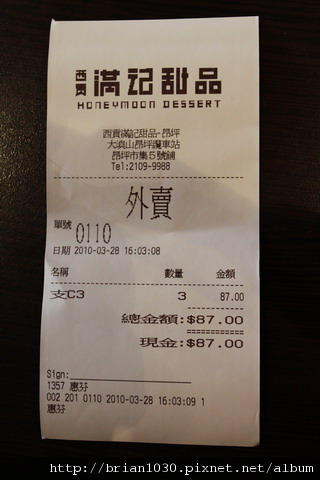 西貢 滿記甜品
HONEYMOON DESSERT
西貢滿記甜品-昂坪
大嶼山昂坪纜車站
昂坪市集5號舖
Tel:2109-9988
外賣
單號 0110
日期 2010-03-28 16:03:08
名稱 數量 金額
支C3 3 87.00
總金額:$87.00
現金:$87.00
Sign:
1357 惠芬
002 201 0110 2010-03-28 16:03:09 1
惠芬
http://brian1030.pixnet.net/album